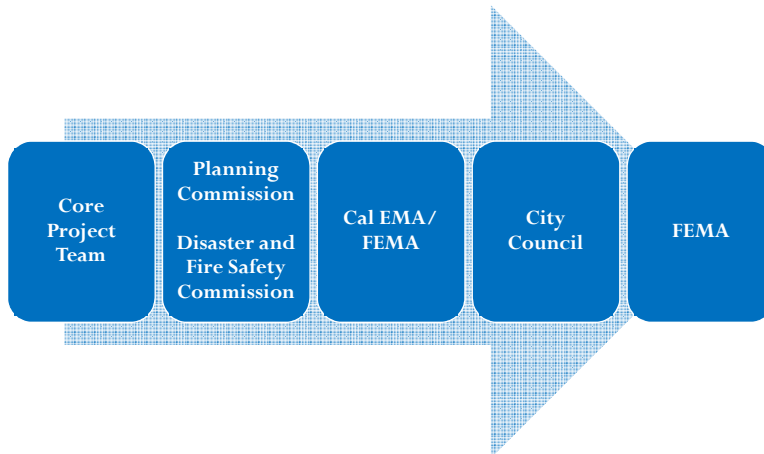 Core
Project
Team
Planning
Commission
Disaster and
Fire Safety
Commission
Cal EMA/
FEMA
City
Council
FEMA